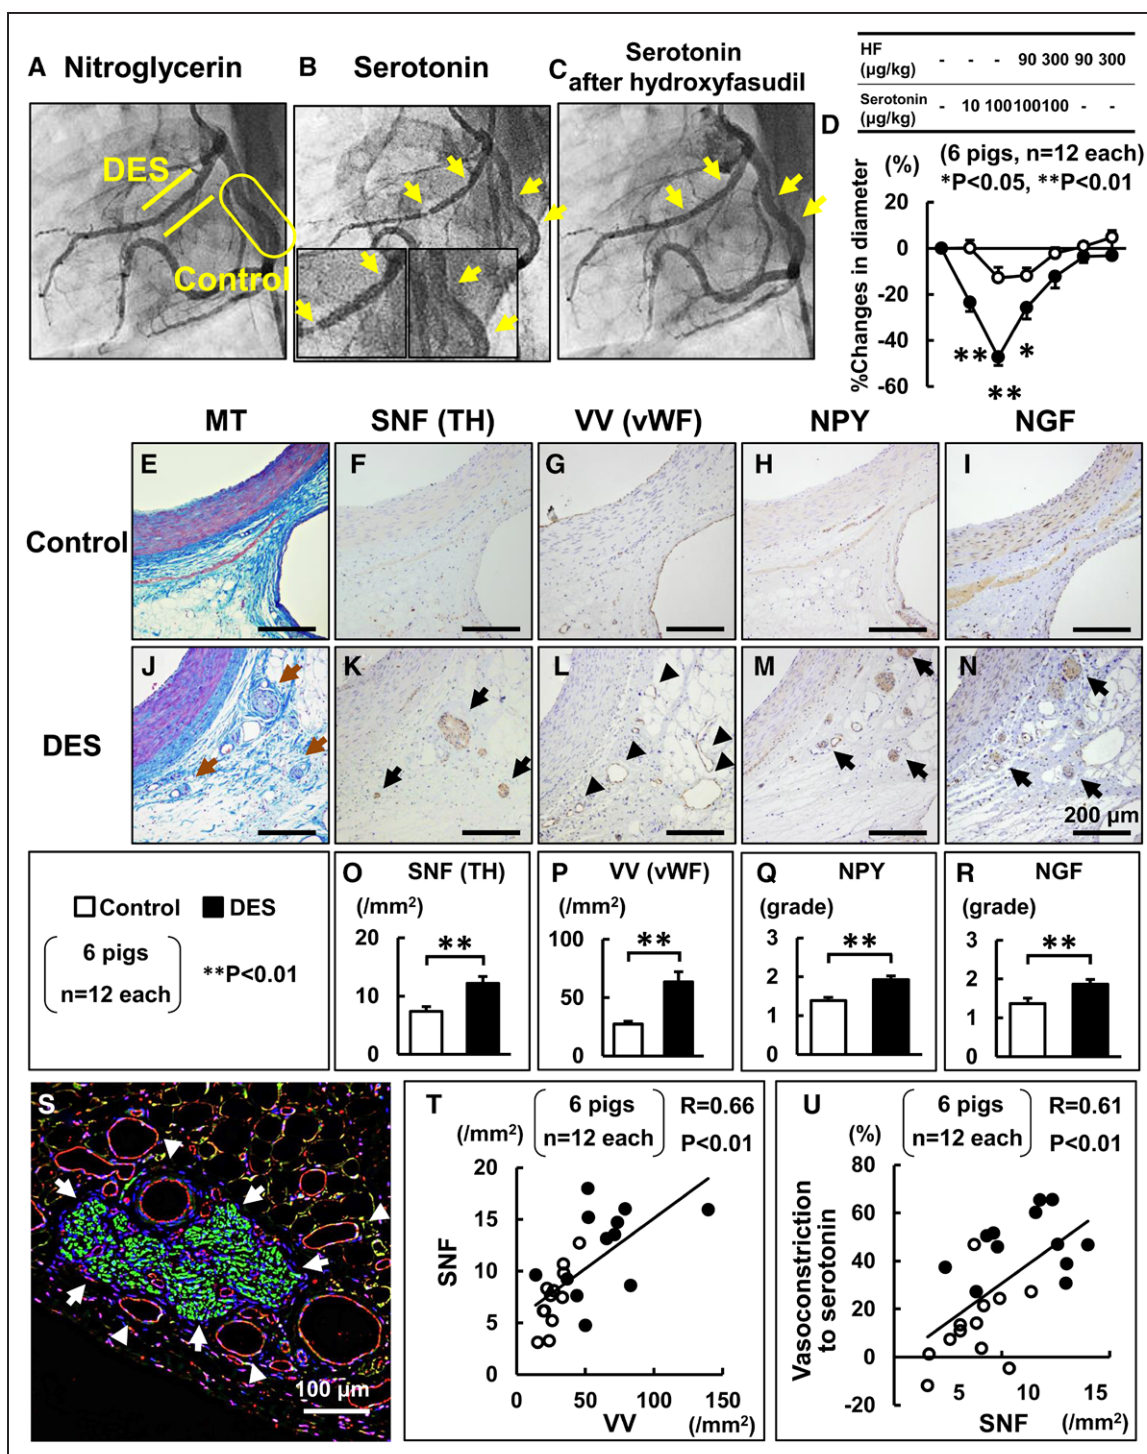 A Nitroglycerin
B Serotonin
C Serotonin
after hydroxyfasudil
DES
Control
HF
(µg/kg) - - - 90 300 90 300
Serotonin
(µg/kg) - 10 100 100 100 - -
D
(%) (6 pigs, n=12 each)
*P<0.05, **P<0.01
%Changes in diameter
20
0
-20
-40
-60
** *
**
MT SNF (TH) VV (vWF) NPY NGF
Control
E F G H I
DES
J K L M N
200 µm
Control DES
6 pigs
n=12 each
**P<0.01
O SNF (TH)
(/mm²)
20
10
0
**
P VV (vWF)
(/mm²)
100
50
0
**
Q NPY
(grade)
3
2
1
0
**
R NGF
(grade)
3
2
1
0
**
S
100 µm
T
6 pigs
n=12 each
R=0.66
P<0.01
(/mm²)
SNF
20
15
10
5
0
0 50 100 150
VV (/mm²)
U
6 pigs
n=12 each
R=0.61
P<0.01
(%)
Vasoconstriction
to serotonin
80
60
40
20
0
-20
5 10 15
SNF (/mm²)